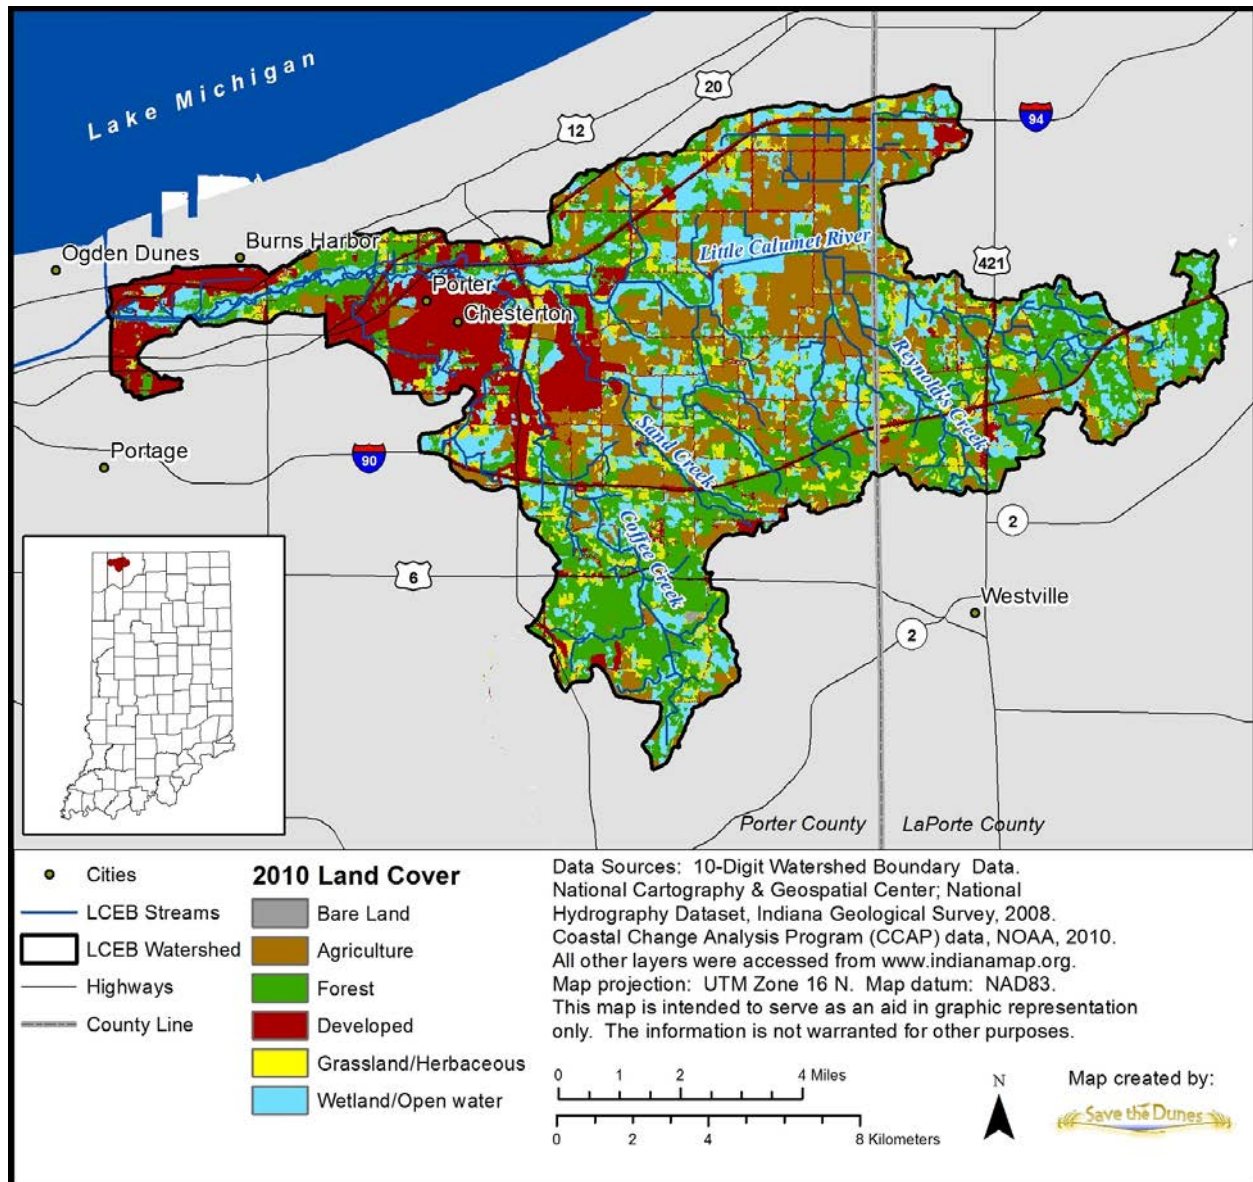 Lake Michigan
20
12
94
Ogden Dunes
Burns Harbor
Little Calumet River
421
Porter
Chesterton
Reynold's Creek
Sand Creek
Portage
90
2
Coffee Creek
6
Westville
2
Porter County
LaPorte County
Cities
LCEB Streams
LCEB Watershed
Highways
County Line
2010 Land Cover
Bare Land
Agriculture
Forest
Developed
Grassland/Herbaceous
Wetland/Open water
Data Sources: 10-Digit Watershed Boundary Data.
National Cartography & Geospatial Center; National
Hydrography Dataset, Indiana Geological Survey, 2008.
Coastal Change Analysis Program (CCAP) data, NOAA, 2010.
All other layers were accessed from www.indianamap.org.
Map projection: UTM Zone 16 N. Map datum: NAD83.
This map is intended to serve as an aid in graphic representation
only. The information is not warranted for other purposes.
0 1 2 4 Miles
0 2 4 8 Kilometers
N
Map created by:
Save the Dunes